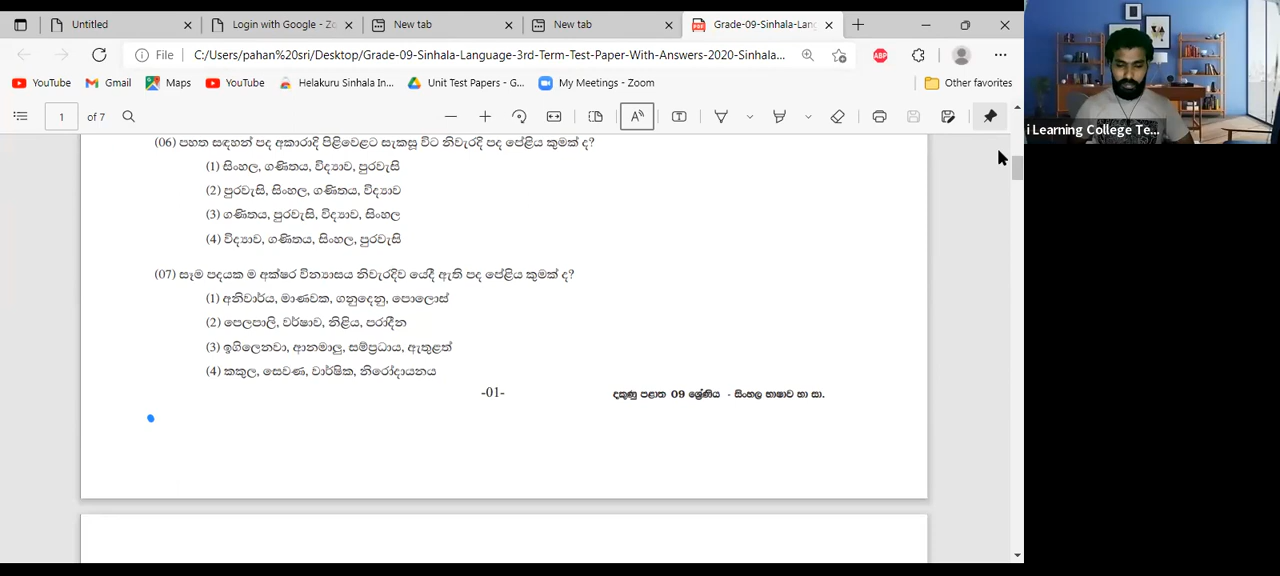 Untitled
Login with Google - Zo
New tab
New tab
Grade-09-Sinhala-Lang
File
C:/Users/pahan%20sri/Desktop/Grade-09-Sinhala-Language-3rd-Term-Test-Paper-With-Answers-2020-Sinhala...
ABP
YouTube
Gmail
Maps
YouTube
Helakuru Sinhala In...
Unit Test Papers - G...
My Meetings - Zoom
Other favorites
1 of 7
i Learning College Te...
(06) පහත සඳහන් පද අකාරාදි පිළිවෙළට සැකසූ විට නිවැරදි පද පේළිය කුමක් ද?
(1) සිංහල, ගණිතය, විද්‍යාව, පුරවැසි
(2) පුරවැසි, සිංහල, ගණිතය, විද්‍යාව
(3) ගණිතය, පුරවැසි, විද්‍යාව, සිංහල
(4) විද්‍යාව, ගණිතය, සිංහල, පුරවැසි
(07) සෑම පදයක ම අක්ෂර වින්‍යාසය නිවැරදිව යෙදී ඇති පද පේළිය කුමක් ද?
(1) අනිවාර්ය, මාණවක, ගනුදෙනු, පොලොස්
(2) පෙලපාලි, වර්ෂාව, නිළිය, පරාදීන
(3) ඉගිලෙනවා, ආනමාලු, සම්ප්‍රධාය, ඇතුළත්
(4) කකුල, සෙවණ, වාර්ෂික, නිරෝදායනය
-01-
දකුණු පළාත 09 ශ්‍රේණිය - සිංහල භාෂාව හා සා.